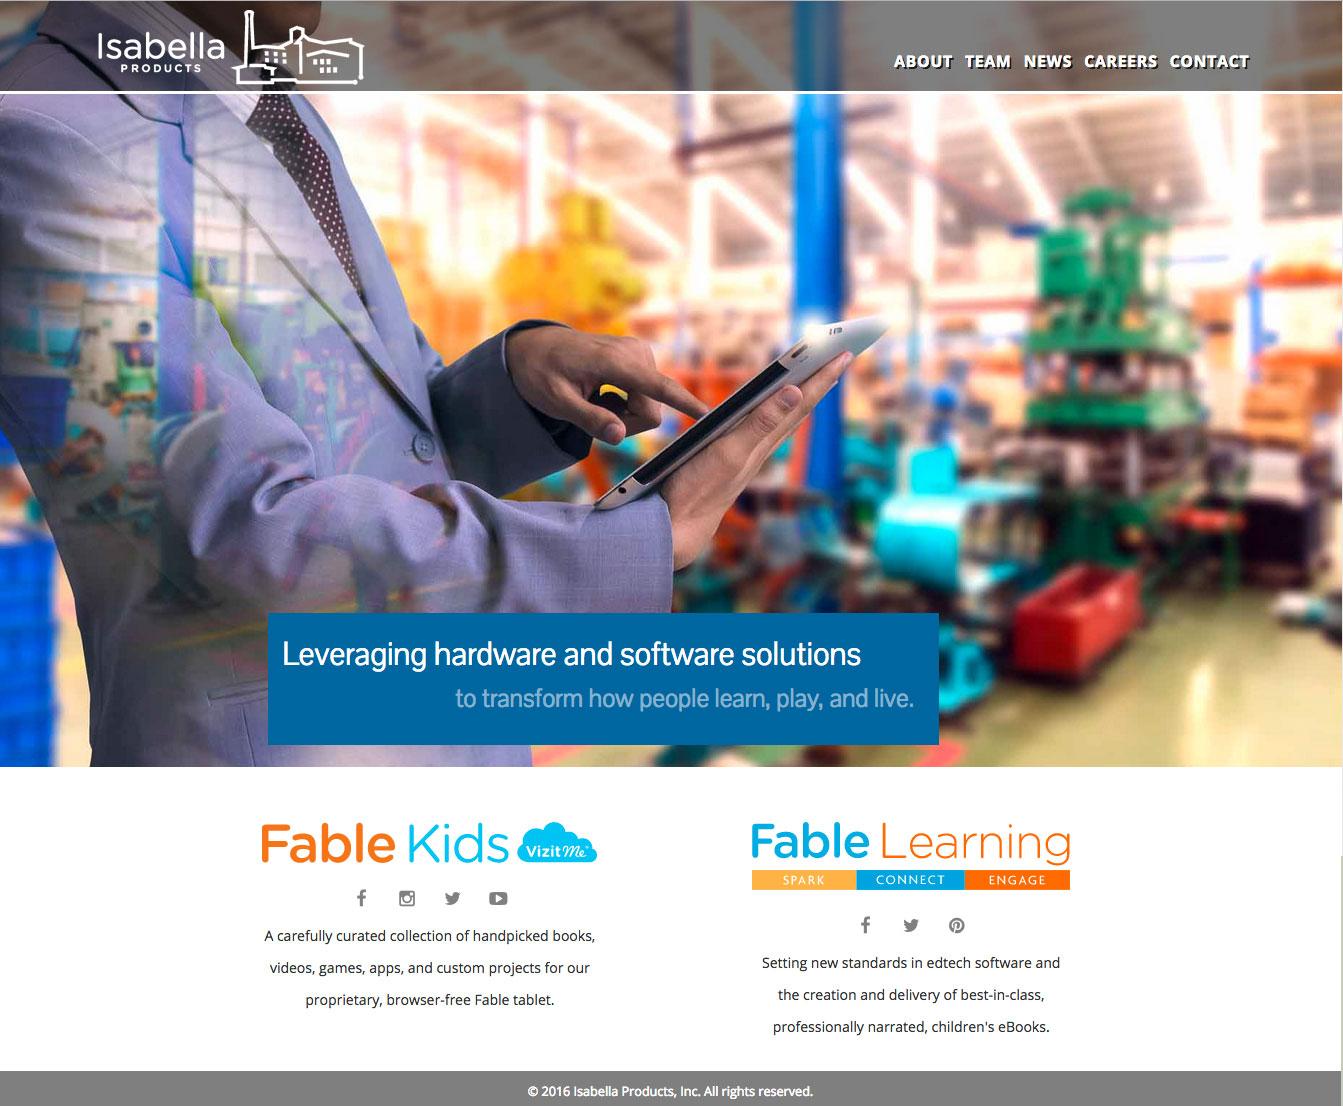 Isabella
PRODUCTS
ABOUT TEAM NEWS CAREERS CONTACT
Leveraging hardware and software solutions
to transform how people learn, play, and live.
Fable Kids VizitMe™
A carefully curated collection of handpicked books,
videos, games, apps, and custom projects for our
proprietary, browser-free Fable tablet.
Fable Learning
SPARK CONNECT ENGAGE
Setting new standards in edtech software and
the creation and delivery of best-in-class,
professionally narrated, children's eBooks.
© 2016 Isabella Products, Inc. All rights reserved.